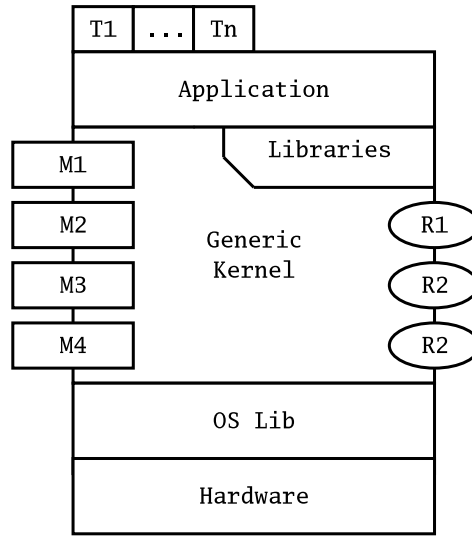 T1 ... Tn
Application
Libraries
M1
M2
M3
M4
Generic
Kernel
R1
R2
R2
OS Lib
Hardware